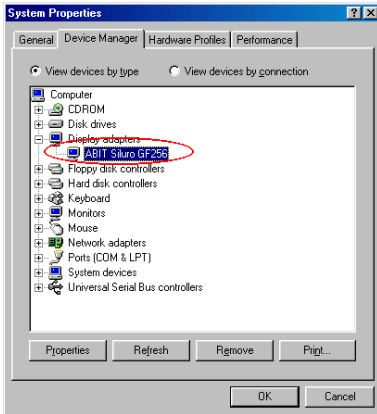 System Properties
General Device Manager Hardware Profiles Performance
View devices by type View devices by connection
Computer
CDROM
Disk drives
Display adapters
ABIT Siluro GF256
Floppy disk controllers
Hard disk controllers
Keyboard
Monitors
Mouse
Network adapters
Ports (COM & LPT)
System devices
Universal Serial Bus controllers
Properties Refresh Remove Print...
OK Cancel